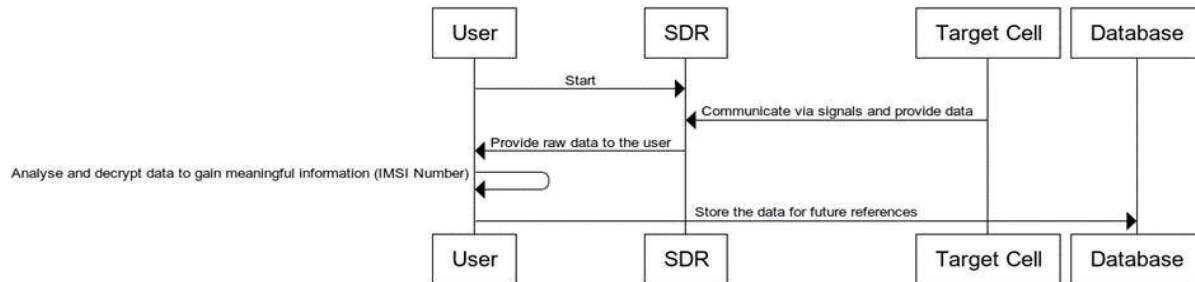 User
SDR
Target Cell
Database
Start
Communicate via signals and provide data
Provide raw data to the user
Analyse and decrypt data to gain meaningful information (IMSI Number)
Store the data for future references
User
SDR
Target Cell
Database